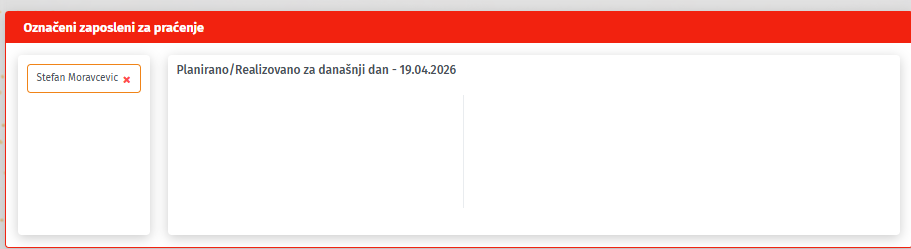 Označeni zaposleni za praćenje
Stefan Moravcevic ×
Planirano/Realizovano za današnji dan - 19.04.2026